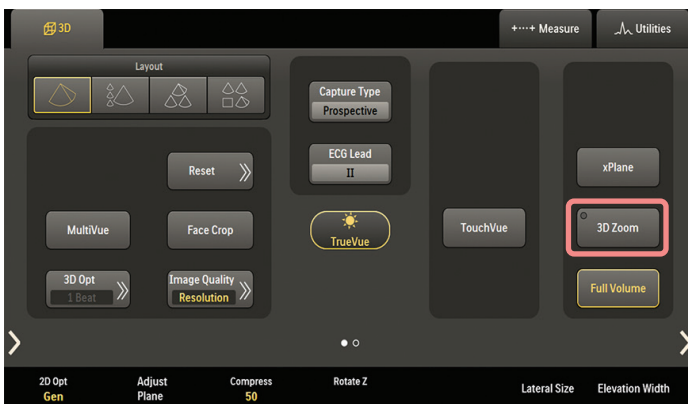 3D
+····+ Measure
Utilities
Layout
Capture Type
Prospective
ECG Lead
II
Reset
xPlane
MultiVue
Face Crop
TrueVue
TouchVue
3D Zoom
3D Opt
1 Beat
Image Quality
Resolution
Full Volume
2D Opt
Gen
Adjust
Plane
Compress
50
Rotate Z
Lateral Size
Elevation Width